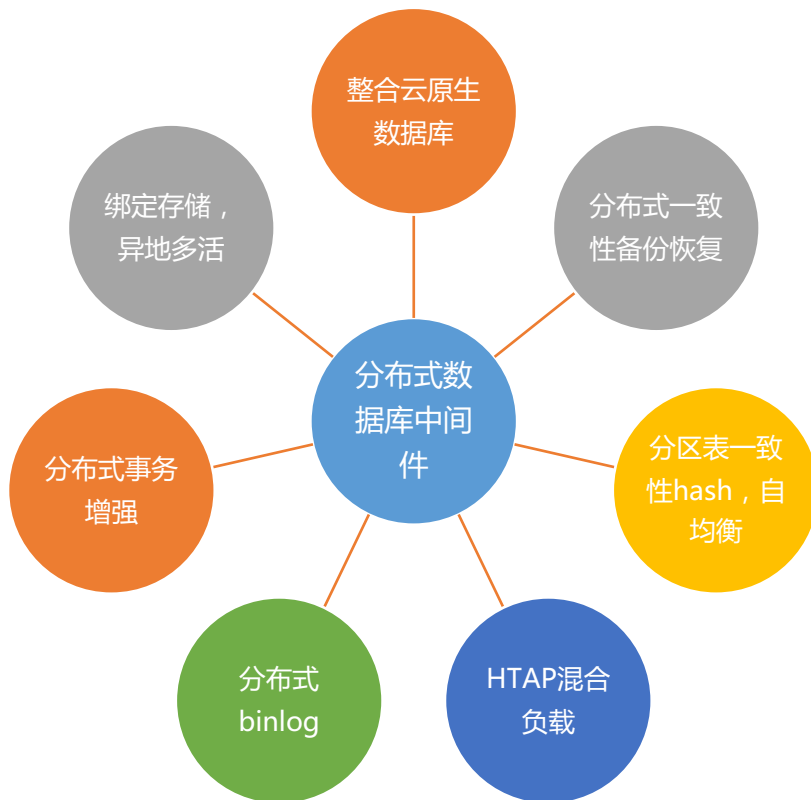 整合云原生
数据库
绑定存储，
异地多活
分布式一致
性备份恢复
分布式数
据库中间
件
分布式事务
增强
分区表一致
性hash，自
均衡
分布式
binlog
HTAP混合
负载